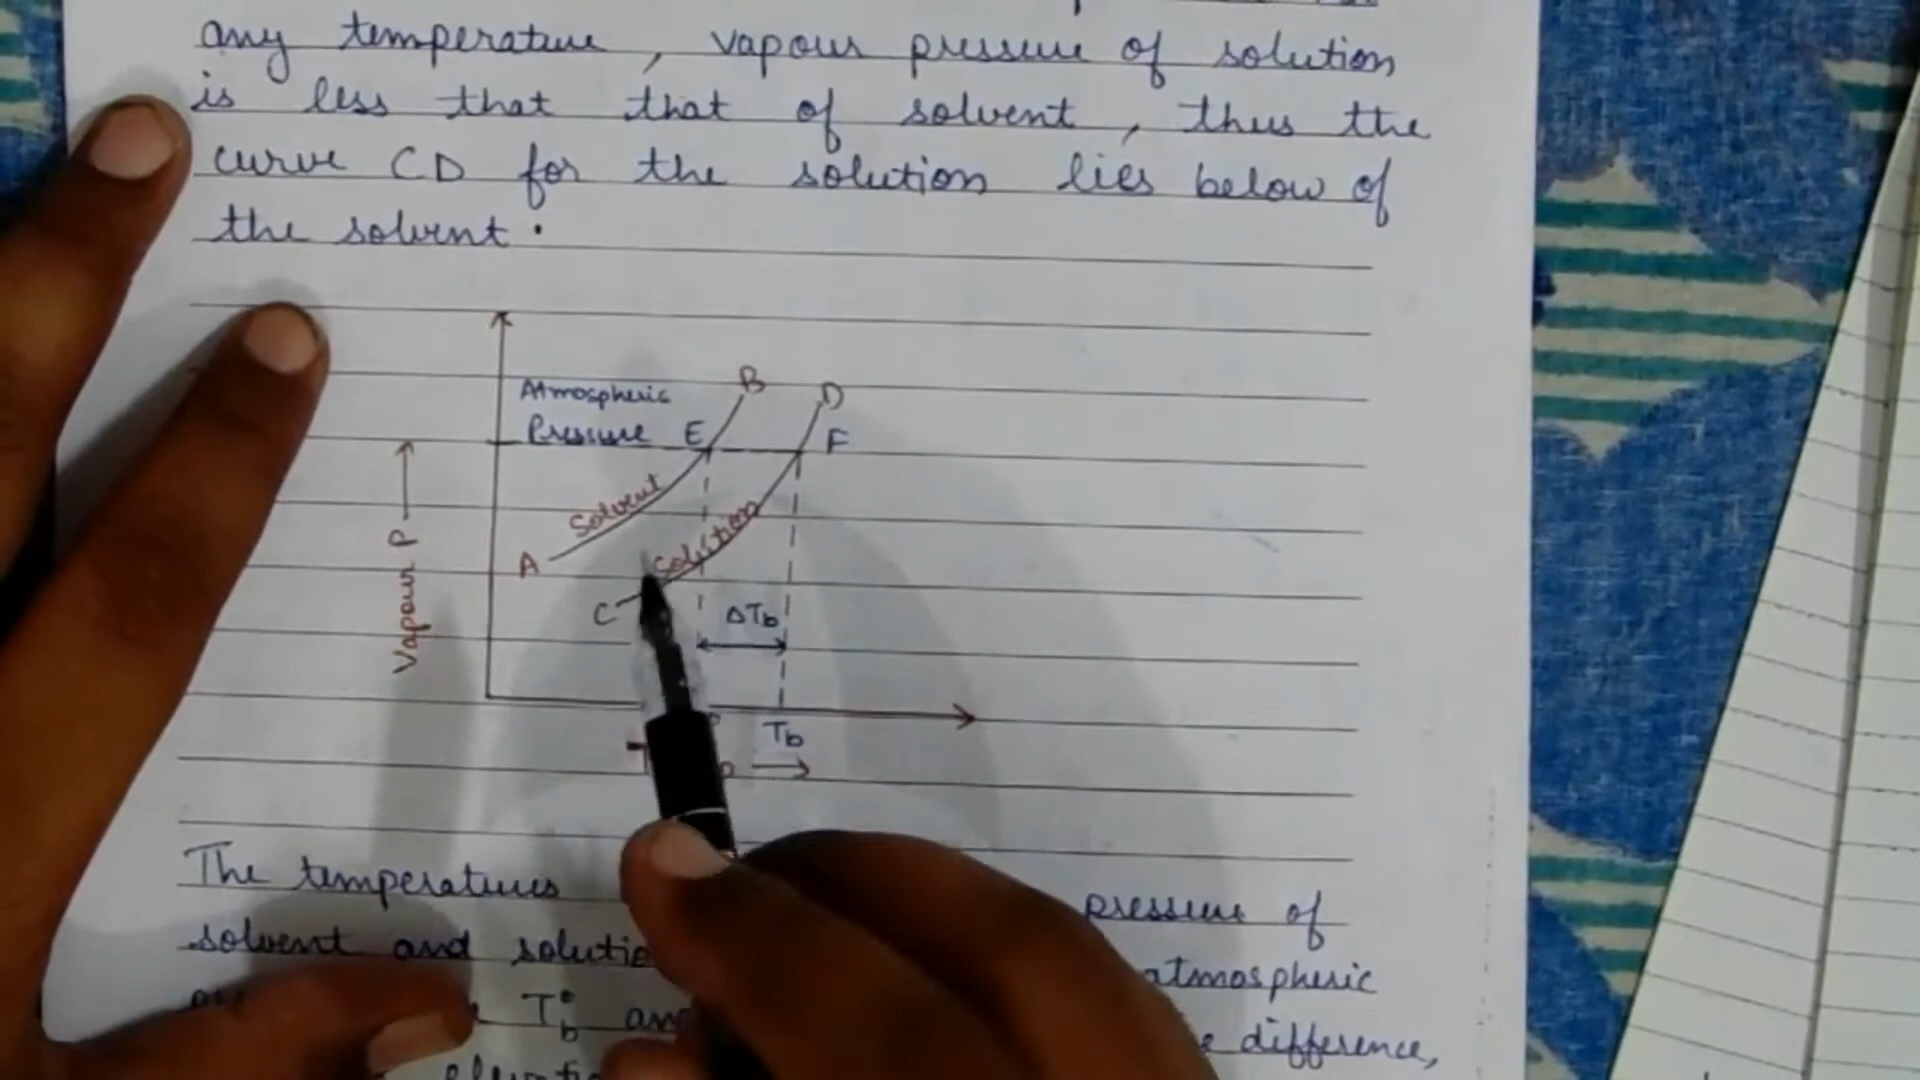 any temperature, vapour pressure of solution
is less that that of solvent, thus the
curve CD for the solution lies below of
the solvent.
Atmospheric
Pressure
B
D
E
F
Solvent
Solution
A
C
Vapour P
ΔTb
Tb
The temperatures pressure of
solvent and atmospheric
T°b difference,